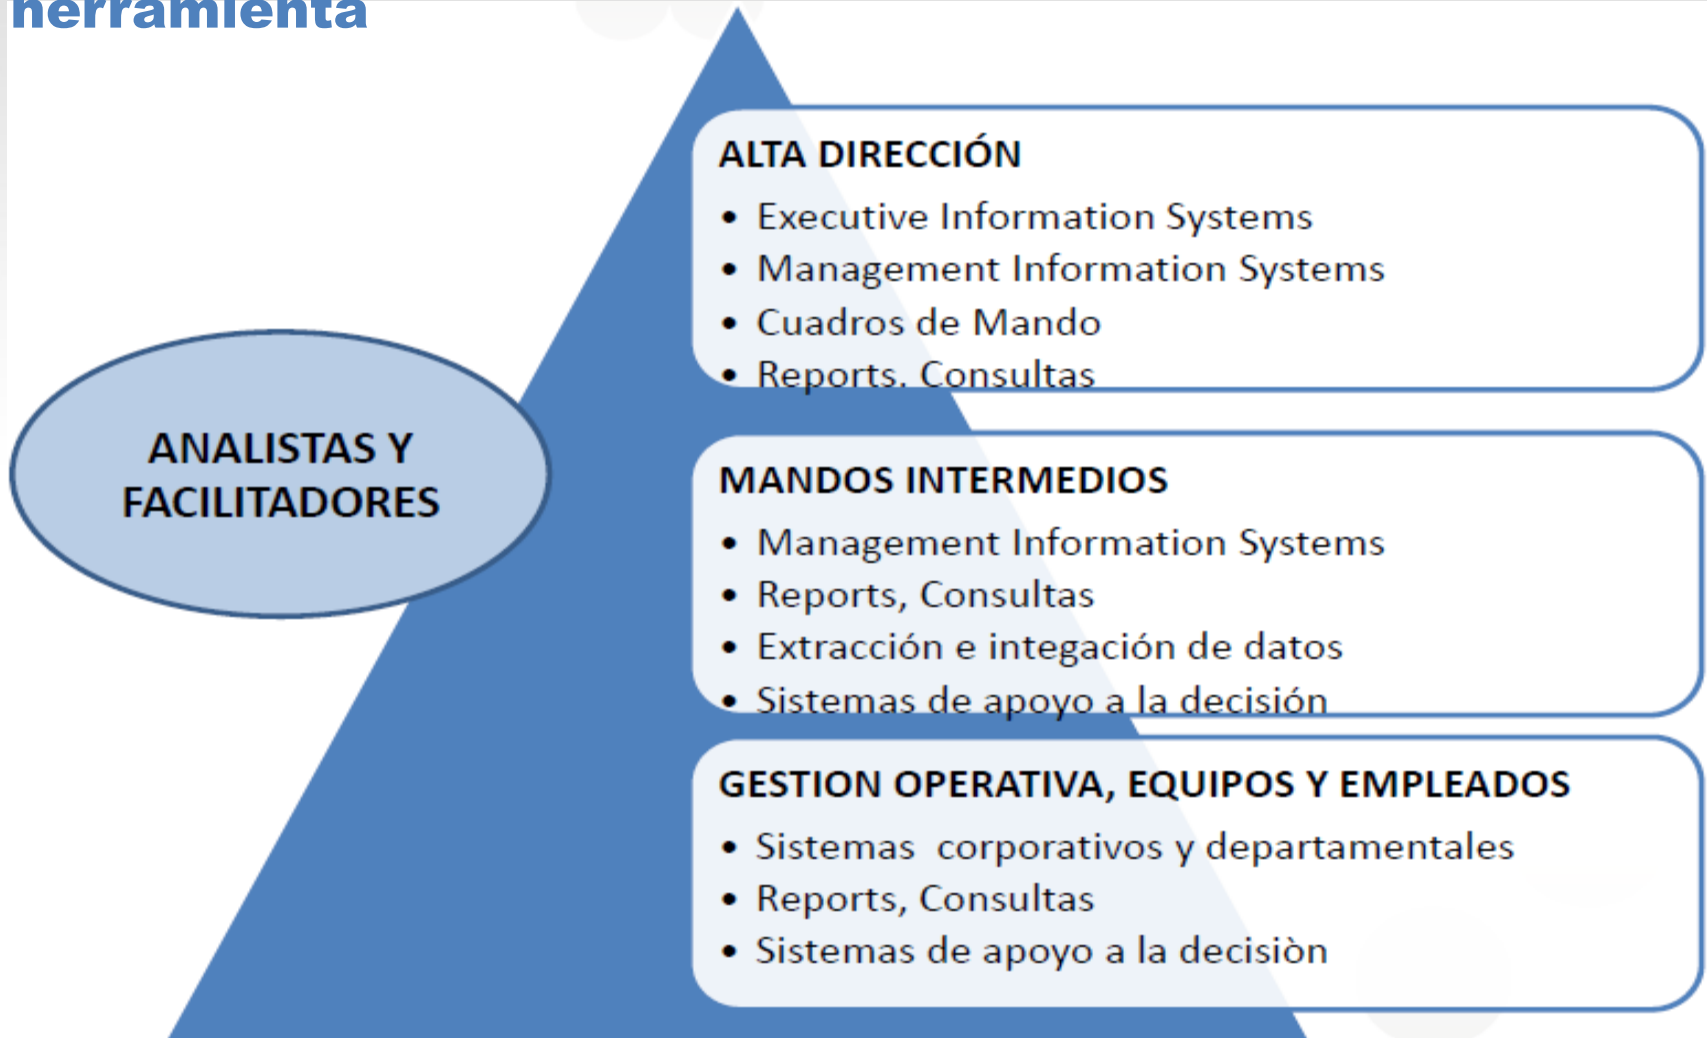 herramienta
ALTA DIRECCIÓN
• Executive Information Systems
• Management Information Systems
• Cuadros de Mando
• Reports, Consultas
ANALISTAS Y
FACILITADORES
MANDOS INTERMEDIOS
• Management Information Systems
• Reports, Consultas
• Extracción e integación de datos
• Sistemas de apoyo a la decisión
GESTION OPERATIVA, EQUIPOS Y EMPLEADOS
• Sistemas corporativos y departamentales
• Reports, Consultas
• Sistemas de apoyo a la decisiòn